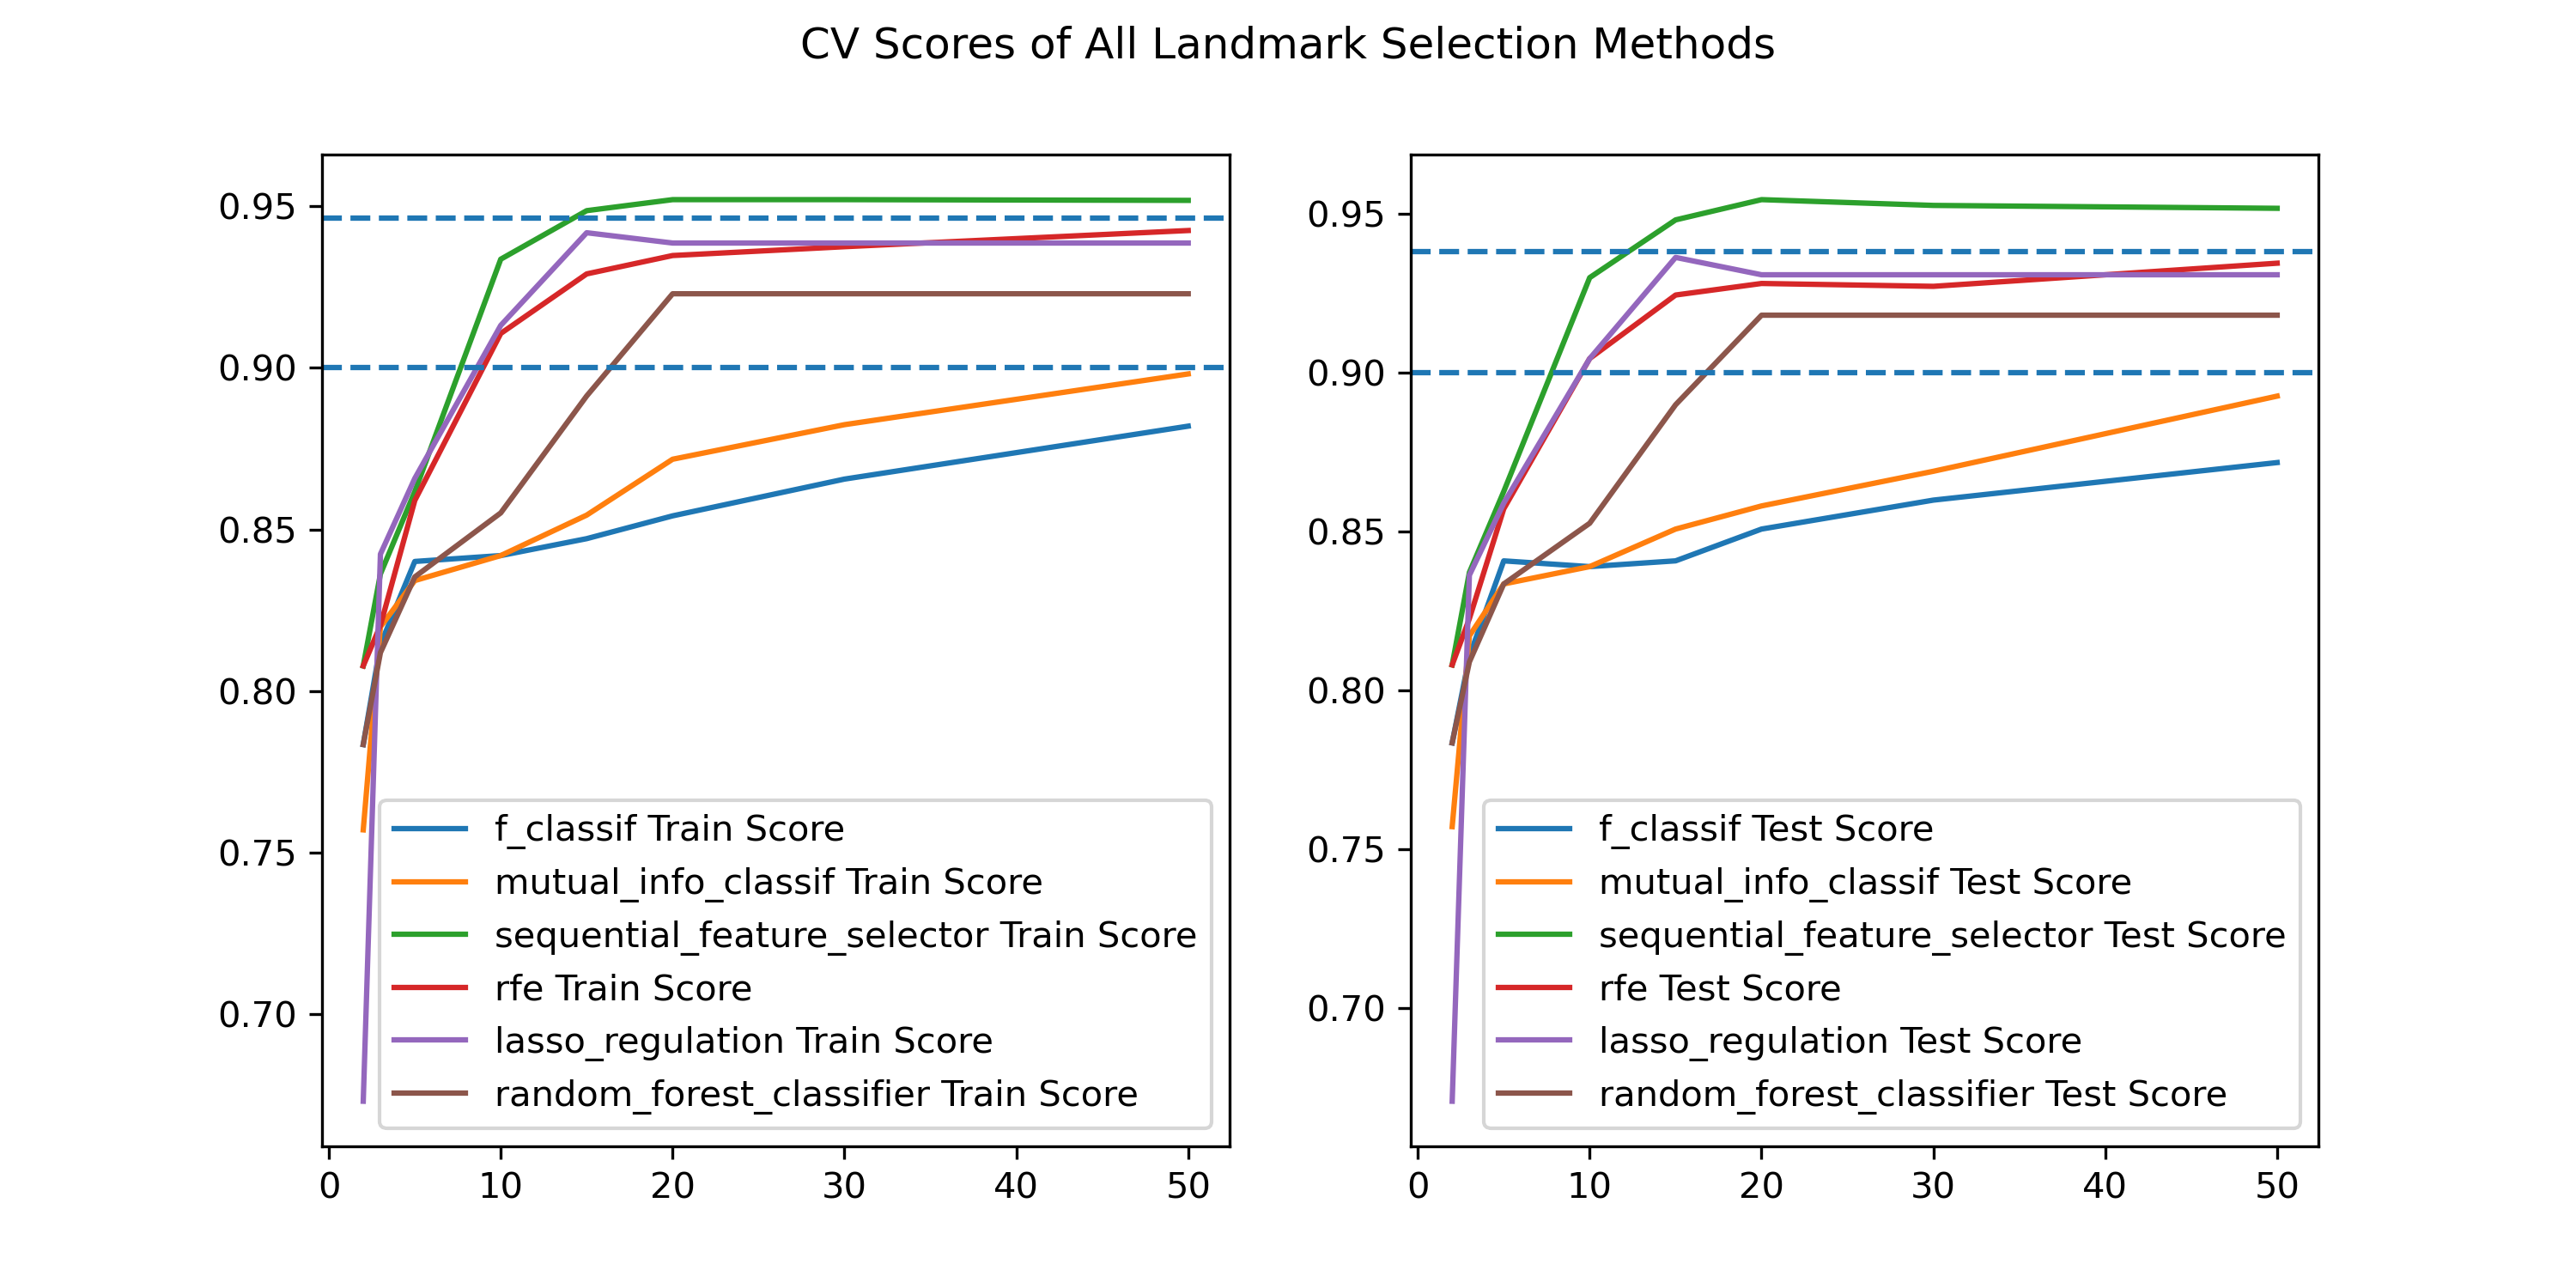 CV Scores of All Landmark Selection Methods
0.95
0.90
0.85
0.80
0.75
0.70
f_classif Train Score
mutual_info_classif Train Score
sequential_feature_selector Train Score
rfe Train Score
lasso_regulation Train Score
random_forest_classifier Train Score
0 10 20 30 40 50
0.95
0.90
0.85
0.80
0.75
0.70
f_classif Test Score
mutual_info_classif Test Score
sequential_feature_selector Test Score
rfe Test Score
lasso_regulation Test Score
random_forest_classifier Test Score
0 10 20 30 40 50